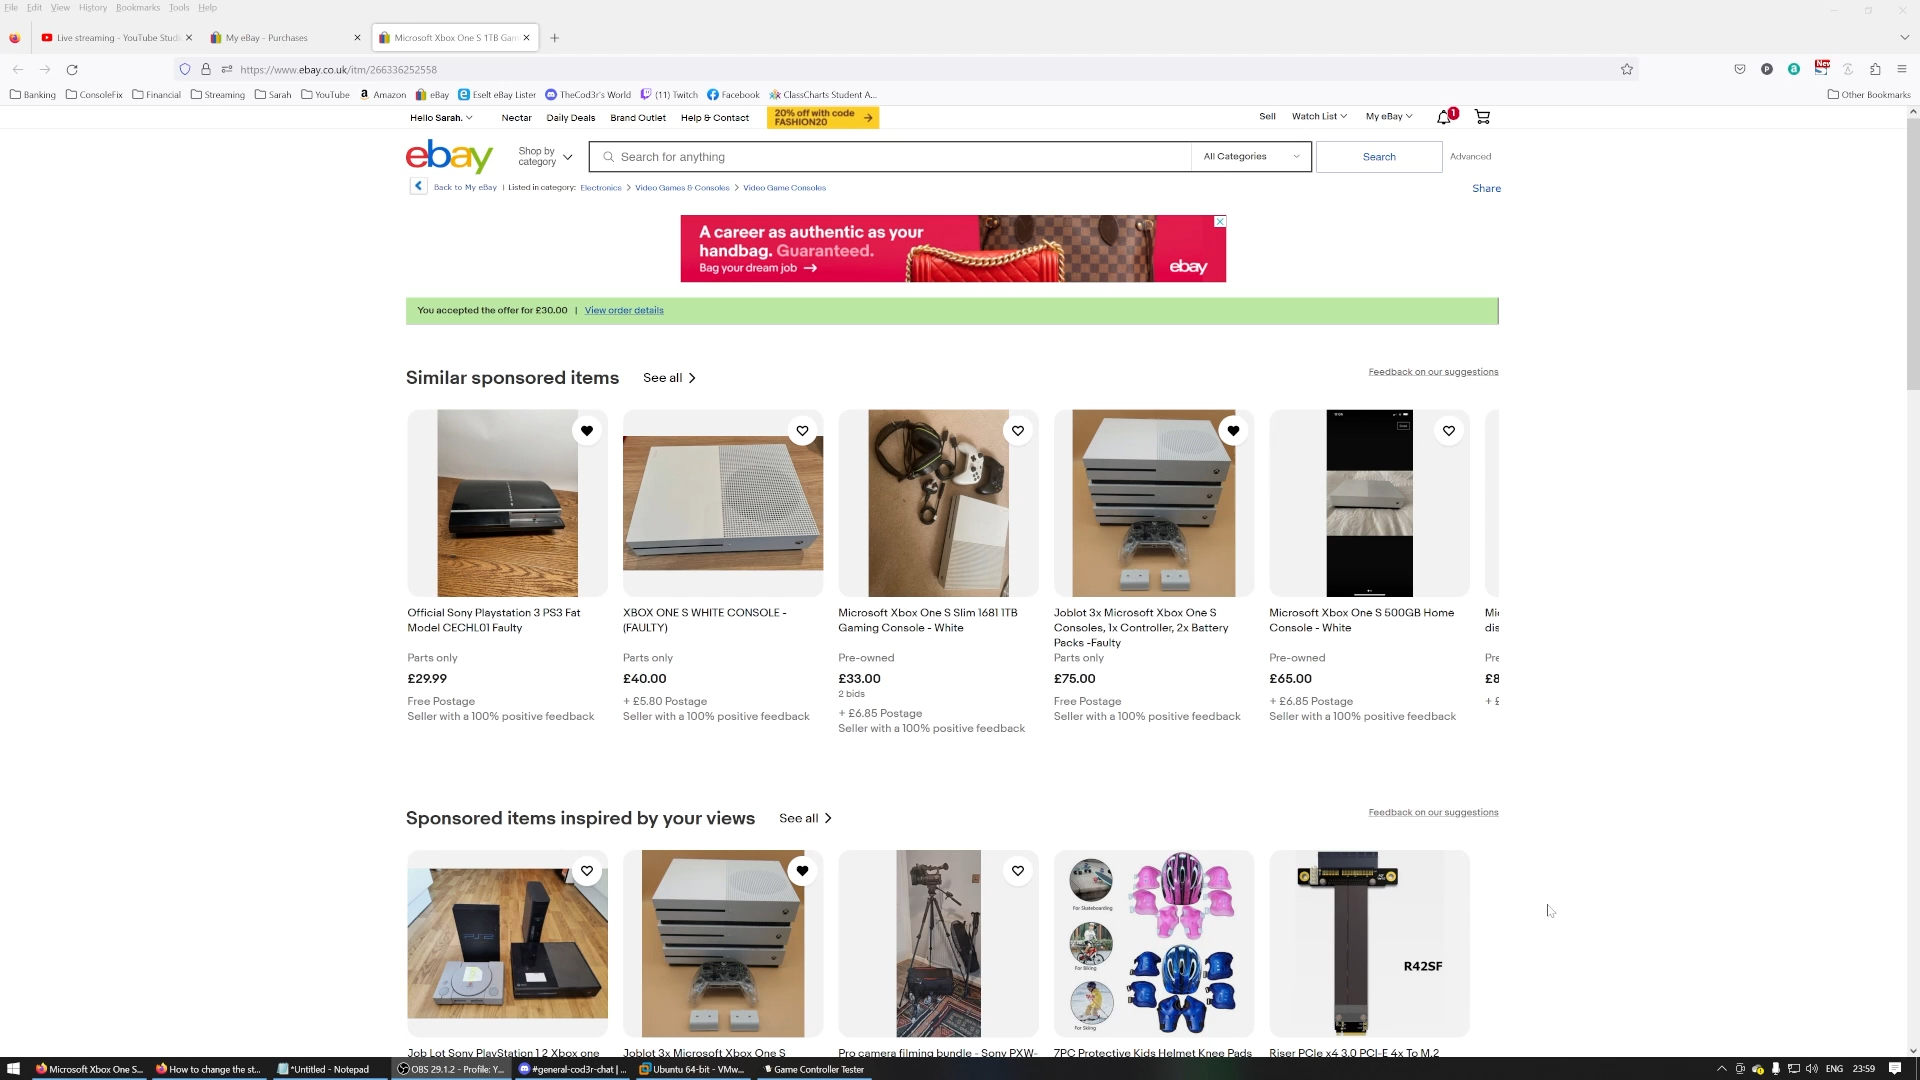 File Edit View History Bookmarks Tools Help
Live streaming - YouTube Studi
My eBay - Purchases
Microsoft Xbox One S 1TB Gam
https://www.ebay.co.uk/itm/266336252558
New
Banking ConsoleFix Financial Streaming Sarah YouTube Amazon eBay Eselt eBay Lister TheCod3r's World (11) Twitch Facebook ClassCharts Student A... Other Bookmarks
Hello Sarah. Nectar Daily Deals Brand Outlet Help & Contact
20% off with code
FASHION20
Sell Watch List My eBay 1
ebay
Shop by
category
Search for anything
All Categories
Search
Advanced
Back to My eBay | Listed in category: Electronics > Video Games & Consoles > Video Game Consoles
Share
A career as authentic as your
handbag. Guaranteed.
Bag your dream job →
ebay
You accepted the offer for £30.00 | View order details
Similar sponsored items See all
Feedback on our suggestions
Official Sony Playstation 3 PS3 Fat
Model CECHL01 Faulty
Parts only
£29.99
Free Postage
Seller with a 100% positive feedback
XBOX ONE S WHITE CONSOLE -
(FAULTY)
Parts only
£40.00
+ £5.80 Postage
Seller with a 100% positive feedback
Microsoft Xbox One S Slim 1681 1TB
Gaming Console - White
Pre-owned
£33.00
2 bids
+ £6.85 Postage
Seller with a 100% positive feedback
Joblot 3x Microsoft Xbox One S
Consoles, 1x Controller, 2x Battery
Packs -Faulty
Parts only
£75.00
Free Postage
Seller with a 100% positive feedback
Microsoft Xbox One S 500GB Home
Console - White
Pre-owned
£65.00
+ £6.85 Postage
Seller with a 100% positive feedback
Mic
dis
Pre
£8
+ £
Sponsored items inspired by your views See all
Feedback on our suggestions
For Skateboarding
For Biking
For Skiing
R42SF
Job Lot Sony PlayStation 1 2 Xbox one
Joblot 3x Microsoft Xbox One S
Pro camera filming bundle - Sony PXW-
7PC Protective Kids Helmet Knee Pads
Riser PCIe x4 3.0 PCI-E 4x To M.2
Microsoft Xbox One S...
How to change the st...
*Untitled - Notepad
OBS 29.1.2 - Profile: Y...
#general-cod3r-chat | ...
Ubuntu 64-bit - VMw...
Game Controller Tester
ENG 23:59